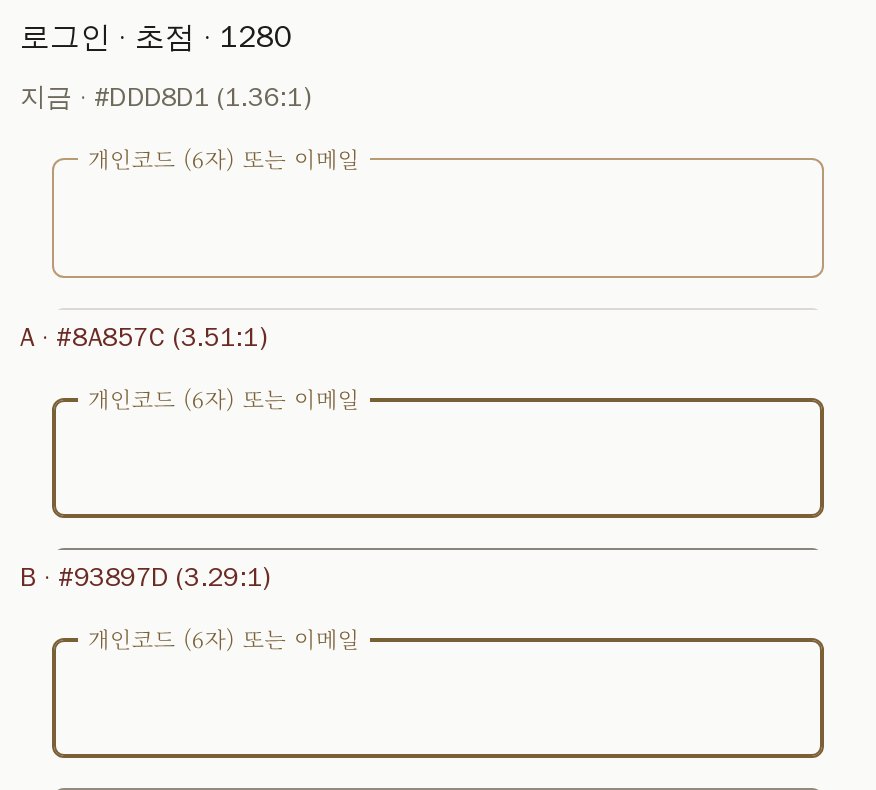 로그인 · 초점 · 1280
지금 · #DDD8D1 (1.36:1)
개인코드 (6자) 또는 이메일
A · #8A857C (3.51:1)
개인코드 (6자) 또는 이메일
B · #93897D (3.29:1)
개인코드 (6자) 또는 이메일